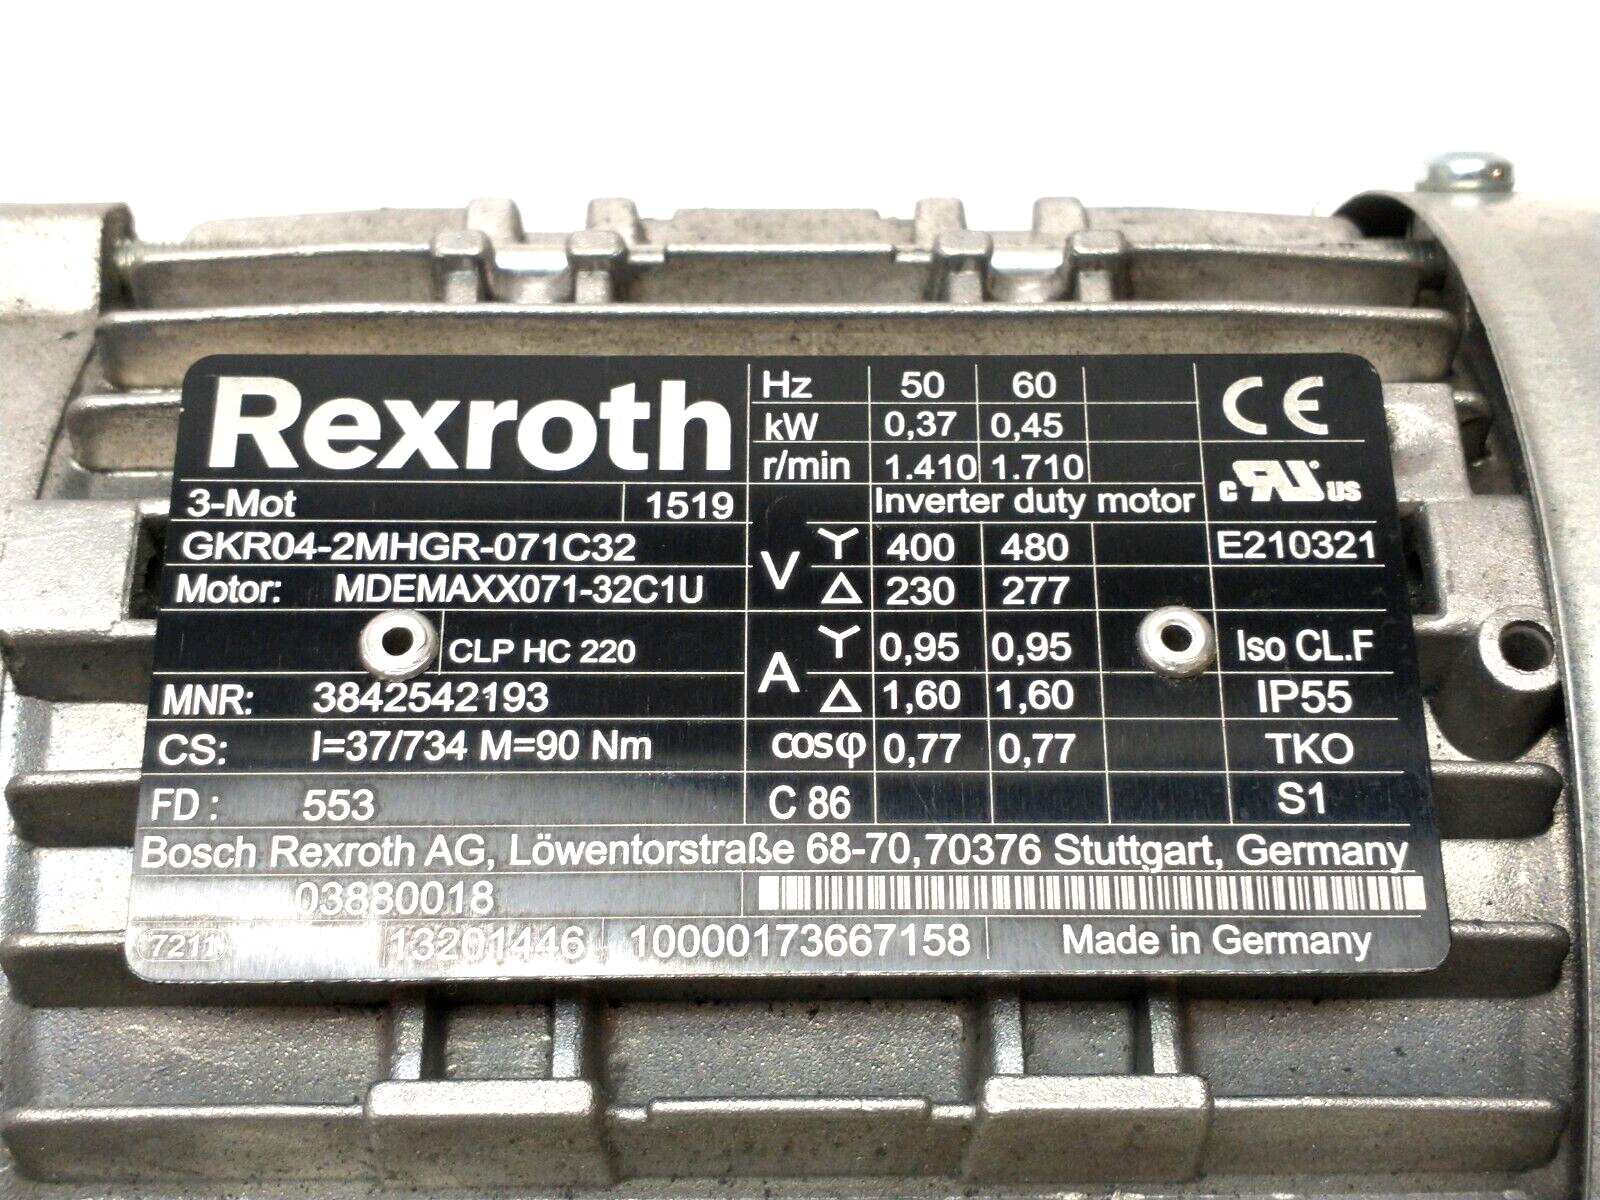 Rexroth
Hz 50 60
kW 0,37 0,45
r/min 1.410 1.710
CE
c RU US
3-Mot 1519
Inverter duty motor
GKR04-2MHGR-071C32
V Y 400 480
E210321
Motor: MDEMAXX071-32C1U
△ 230 277
CLP HC 220
A Y 0,95 0,95
Iso CL.F
MNR: 3842542193
△ 1,60 1,60
IP55
CS: I=37/734 M=90 Nm
cosφ 0,77 0,77
TKO
FD : 553
C 86
S1
Bosch Rexroth AG, Löwentorstraße 68-70, 70376 Stuttgart, Germany
03880018
7211 13201446 10000173667158 Made in Germany